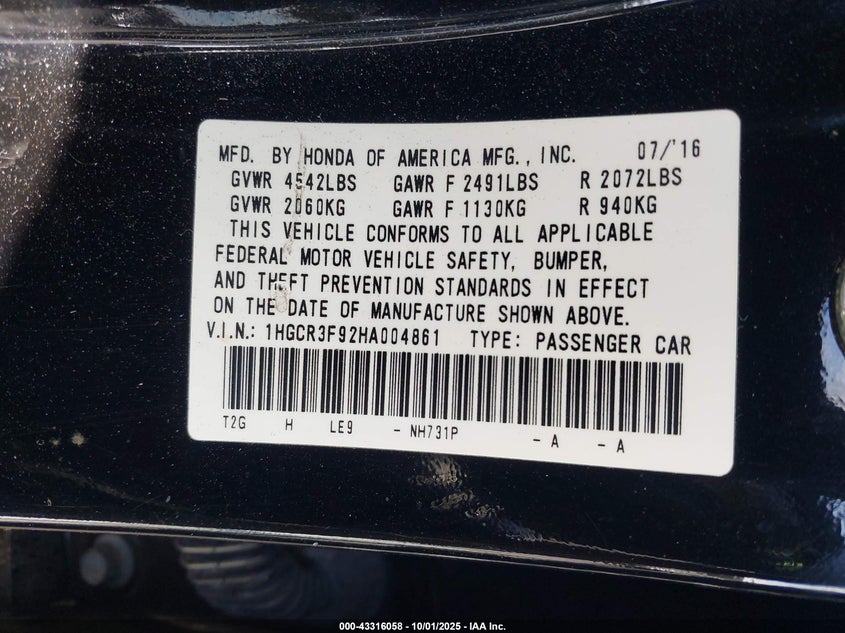 MFD. BY HONDA OF AMERICA MFG., INC. 07/'16
GVWR 4542LBS GAWR F 2491LBS R 2072LBS
GVWR 2060KG GAWR F 1130KG R 940KG
THIS VEHICLE CONFORMS TO ALL APPLICABLE
FEDERAL MOTOR VEHICLE SAFETY, BUMPER,
AND THEFT PREVENTION STANDARDS IN EFFECT
ON THE DATE OF MANUFACTURE SHOWN ABOVE.
V.I.N.: 1HGCR3F92HA004861 TYPE: PASSENGER CAR
T2G H LE9 - NH731P - A - A
000-43316058 - 10/01/2025 - IAA Inc.